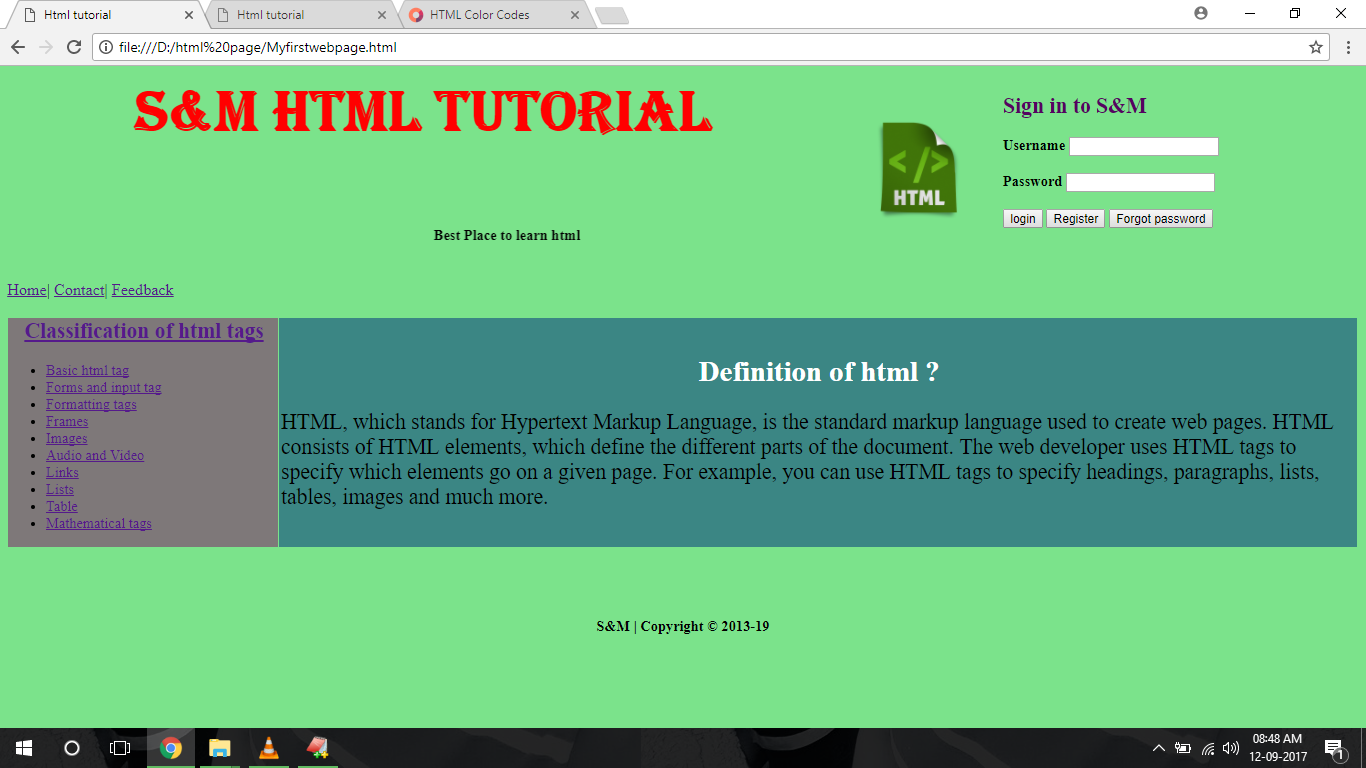 Html tutorial
Html tutorial
HTML Color Codes
file:///D:/html%20page/Myfirstwebpage.html
S&M HTML TUTORIAL
</>
HTML
Best Place to learn html
Sign in to S&M
Username
Password
login Register Forgot password
Home| Contact| Feedback
Classification of html tags
Basic html tag
Forms and input tag
Formatting tags
Frames
Images
Audio and Video
Links
Lists
Table
Mathematical tags
Definition of html ?
HTML, which stands for Hypertext Markup Language, is the standard markup language used to create web pages. HTML
consists of HTML elements, which define the different parts of the document. The web developer uses HTML tags to
specify which elements go on a given page. For example, you can use HTML tags to specify headings, paragraphs, lists,
tables, images and much more.
S&M | Copyright © 2013-19
08:48 AM
12-09-2017
1